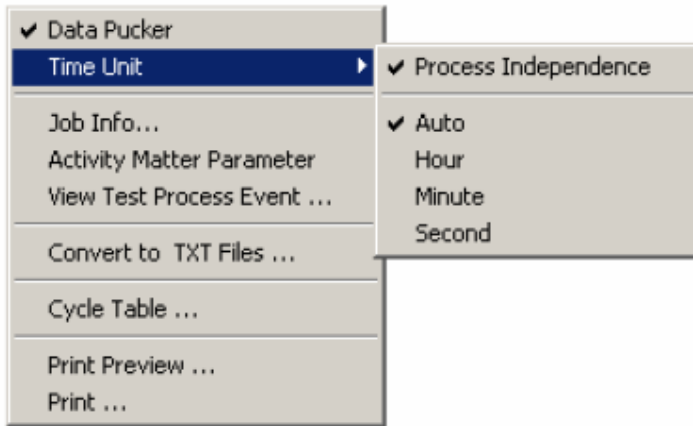 Data Pucker
Time Unit
Job Info...
Activity Matter Parameter
View Test Process Event ...
Convert to TXT Files ...
Cycle Table ...
Print Preview ...
Print ...
Process Independence
Auto
Hour
Minute
Second